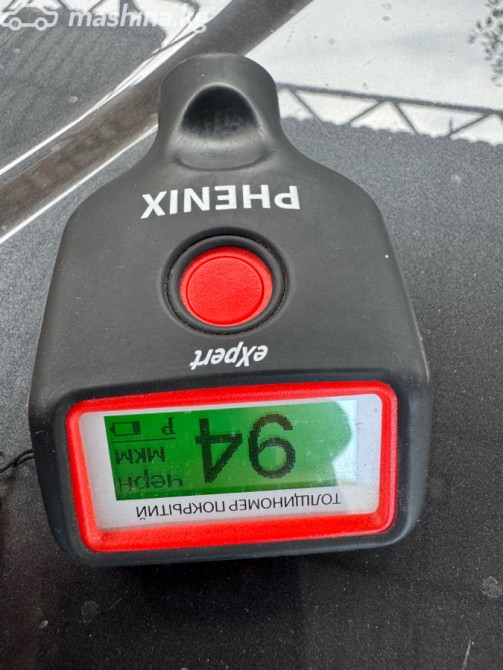 mashina.kg
ТОЛЩИНОМЕР ПОКРЫТИЙ
94 Черн
МКМ
P
eXpert
PHENIX